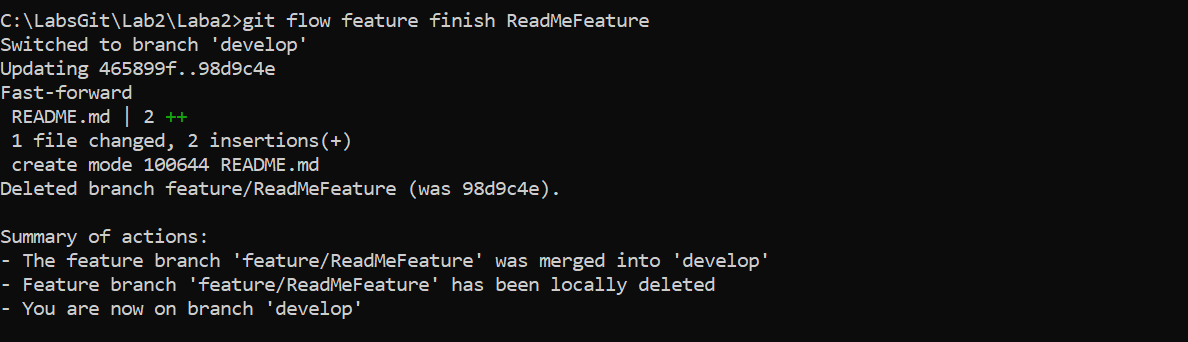 C:\LabsGit\Lab2\Laba2>git flow feature finish ReadMeFeature
Switched to branch 'develop'
Updating 465899f..98d9c4e
Fast-forward
 README.md | 2 ++
 1 file changed, 2 insertions(+)
 create mode 100644 README.md
Deleted branch feature/ReadMeFeature (was 98d9c4e).

Summary of actions:
- The feature branch 'feature/ReadMeFeature' was merged into 'develop'
- Feature branch 'feature/ReadMeFeature' has been locally deleted
- You are now on branch 'develop'